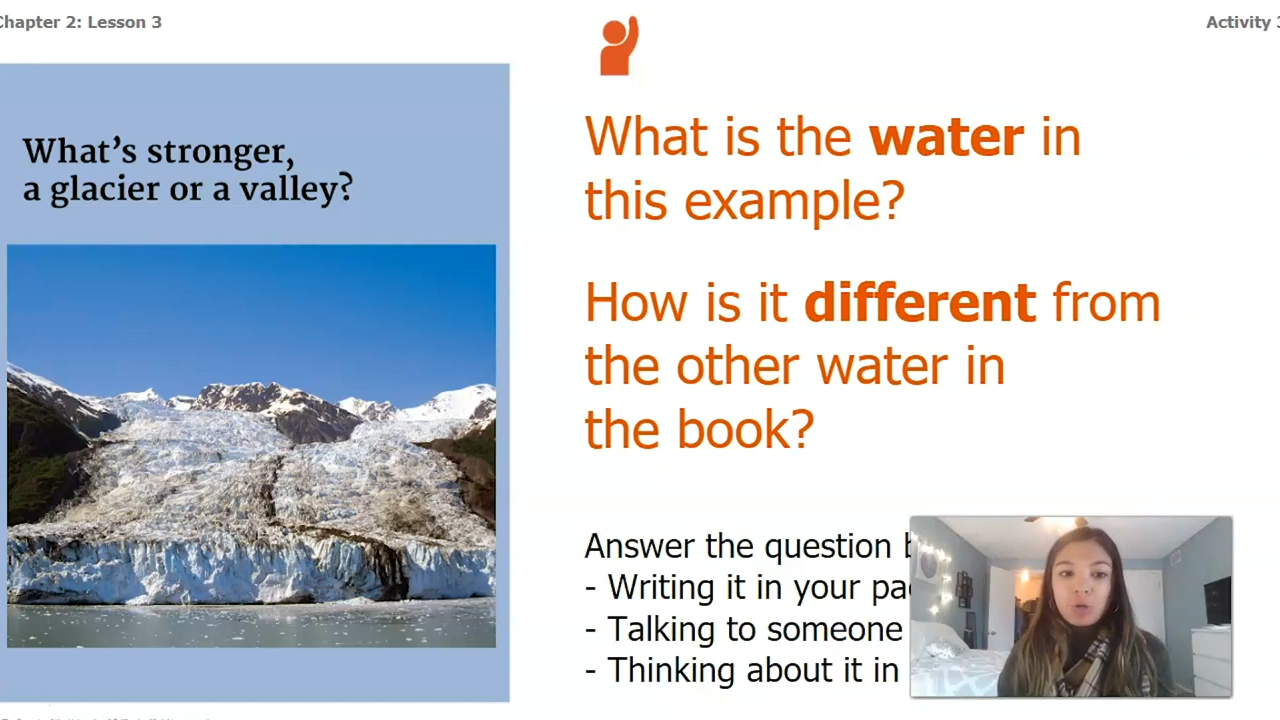 Chapter 2: Lesson 3
Activity 3
What's stronger,
a glacier or a valley?
What is the water in
this example?
How is it different from
the other water in
the book?
Answer the question
- Writing it in your
- Talking to someone
- Thinking about it in